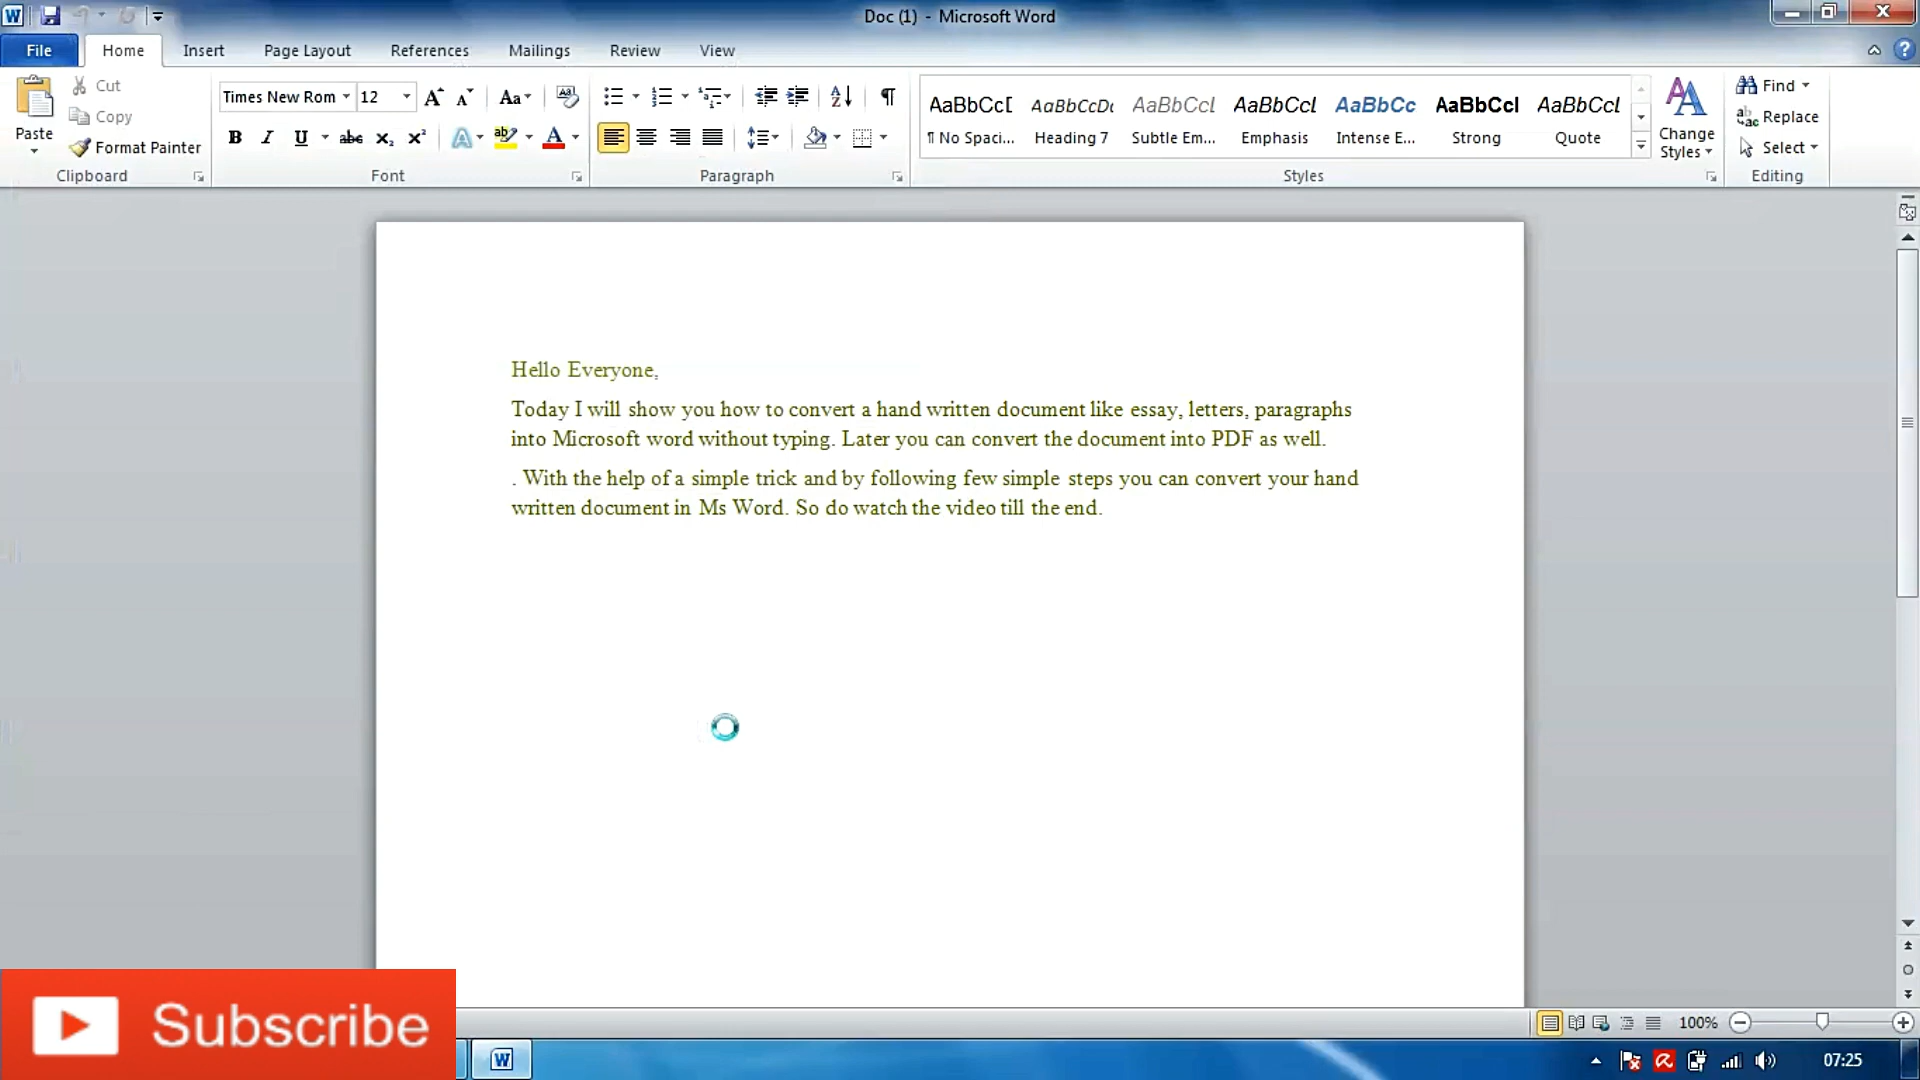 Doc (1) - Microsoft Word
File Home Insert Page Layout References Mailings Review View
Paste
Cut
Copy
Format Painter
Clipboard
Times New Rom 12
Font
Paragraph
AaBbCcD AaBbCcDc AaBbCcl AaBbCcl AaBbCc AaBbCcl AaBbCcl
¶ No Spaci... Heading 7 Subtle Em... Emphasis Intense E... Strong Quote
Change
Styles
Styles
Find
Replace
Select
Editing
Hello Everyone,
Today I will show you how to convert a hand written document like essay, letters, paragraphs
into Microsoft word without typing. Later you can convert the document into PDF as well.
. With the help of a simple trick and by following few simple steps you can convert your hand
written document in Ms Word. So do watch the video till the end.
Subscribe
100%
07:25